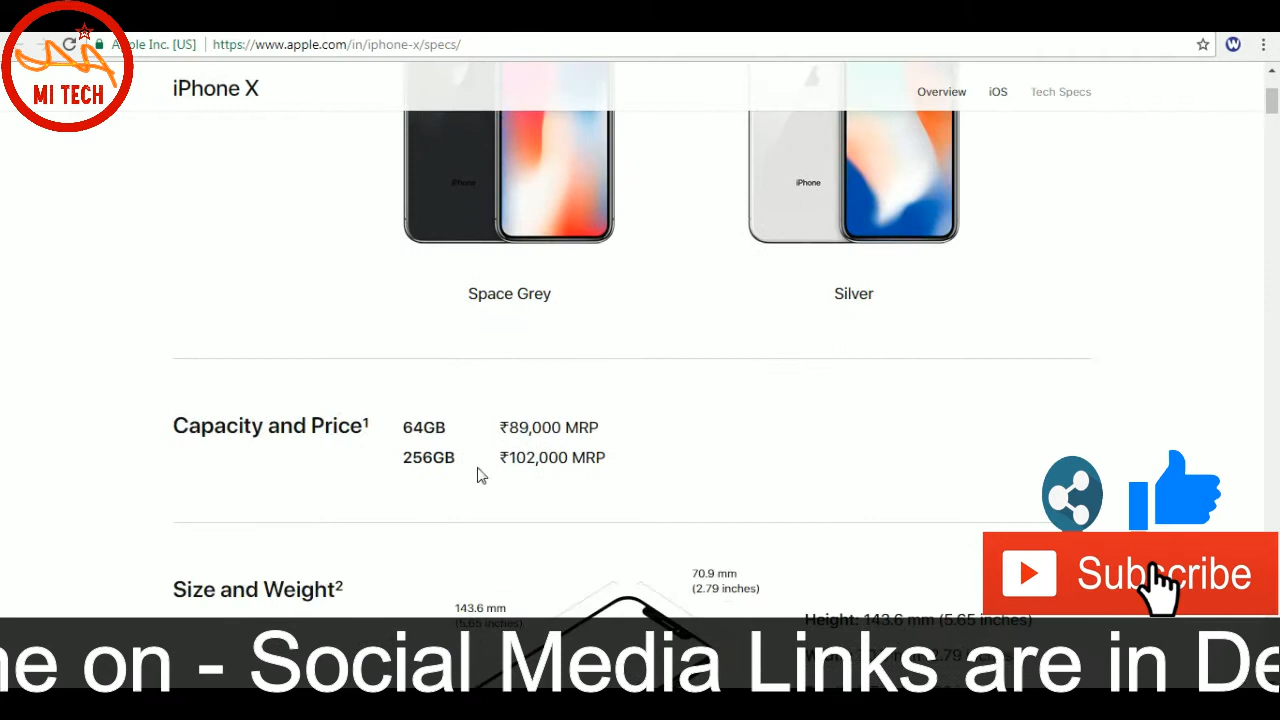 Apple Inc. [US]
https://www.apple.com/in/iphone-x/specs/
MI TECH
iPhone X
Overview
iOS
Tech Specs
iPhone
iPhone
Space Grey
Silver
Capacity and Price¹
64GB ₹89,000 MRP
256GB ₹102,000 MRP
Size and Weight²
70.9 mm
(2.79 inches)
143.6 mm
(5.65 inches)
Height: 143.6 mm (5.65 inches)
Subscribe
ne on - Social Media Links are in De